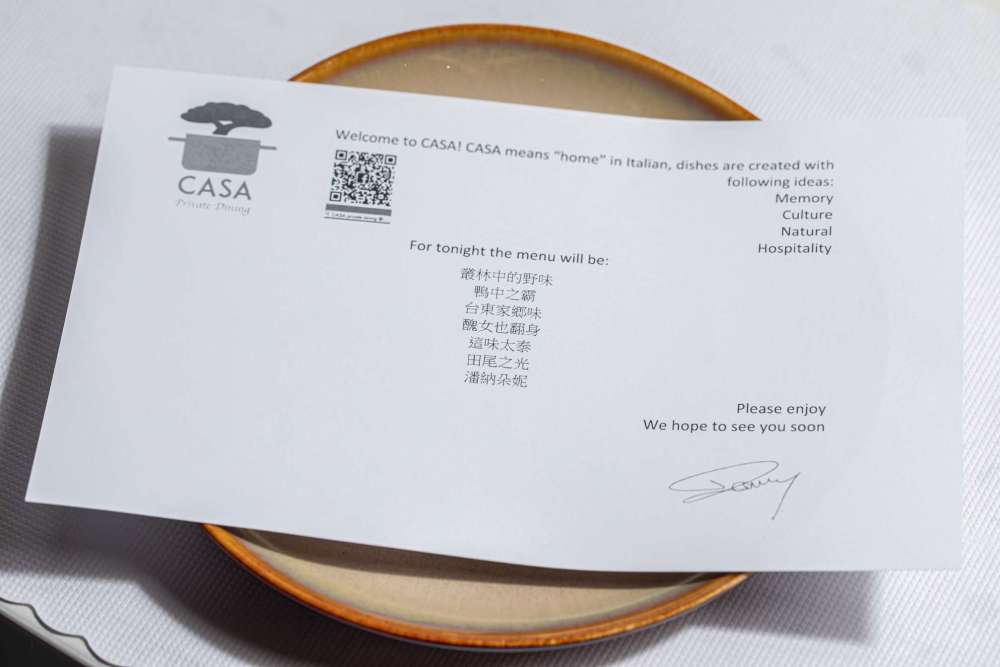 CASA
Private Dining
Welcome to CASA! CASA means “home” in Italian, dishes are created with
following ideas:
Memory
Culture
Natural
Hospitality
CASA private dining
For tonight the menu will be:
叢林中的野味
鴨中之霸
台東家鄉味
醜女也翻身
這味太泰
田尾之光
潘納朵妮
Please enjoy
We hope to see you soon